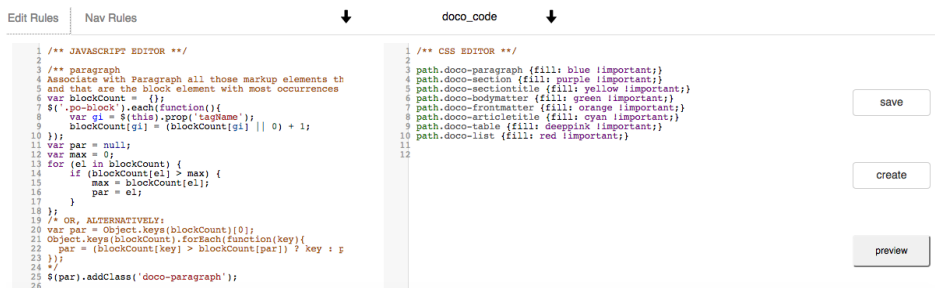 Edit Rules
Nav Rules
doco_code
1 /** JAVASCRIPT EDITOR **/
2
3 /** paragraph
4 Associate with Paragraph all those markup elements th
5 and that are the block element with most occurrences
6 var blockCount = {};
7 $('.po-block').each(function(){
8 var gi = $(this).prop('tagName');
9 blockCount[gi] = (blockCount[gi] || 0) + 1;
10 });
11 var par = null;
12 var max = 0;
13 for (el in blockCount) {
14 if (blockCount[el] > max) {
15 max = blockCount[el];
16 par = el;
17 }
18 };
19 /* OR, ALTERNATIVELY:
20 var par = Object.keys(blockCount)[0];
21 Object.keys(blockCount).forEach(function(key){
22 par = (blockCount[key] > blockCount[par]) ? key : p
23 });
24 */
25 $(par).addClass('doco-paragraph');
26
1 /** CSS EDITOR **/
2
3 path.doco-paragraph {fill: blue !important;}
4 path.doco-section {fill: purple !important;}
5 path.doco-sectiontitle {fill: yellow !important;}
6 path.doco-bodymatter {fill: green !important;}
7 path.doco-frontmatter {fill: orange !important;}
8 path.doco-articletitle {fill: cyan !important;}
9 path.doco-table {fill: deeppink !important;}
10 path.doco-list {fill: red !important;}
11
12
save
create
preview